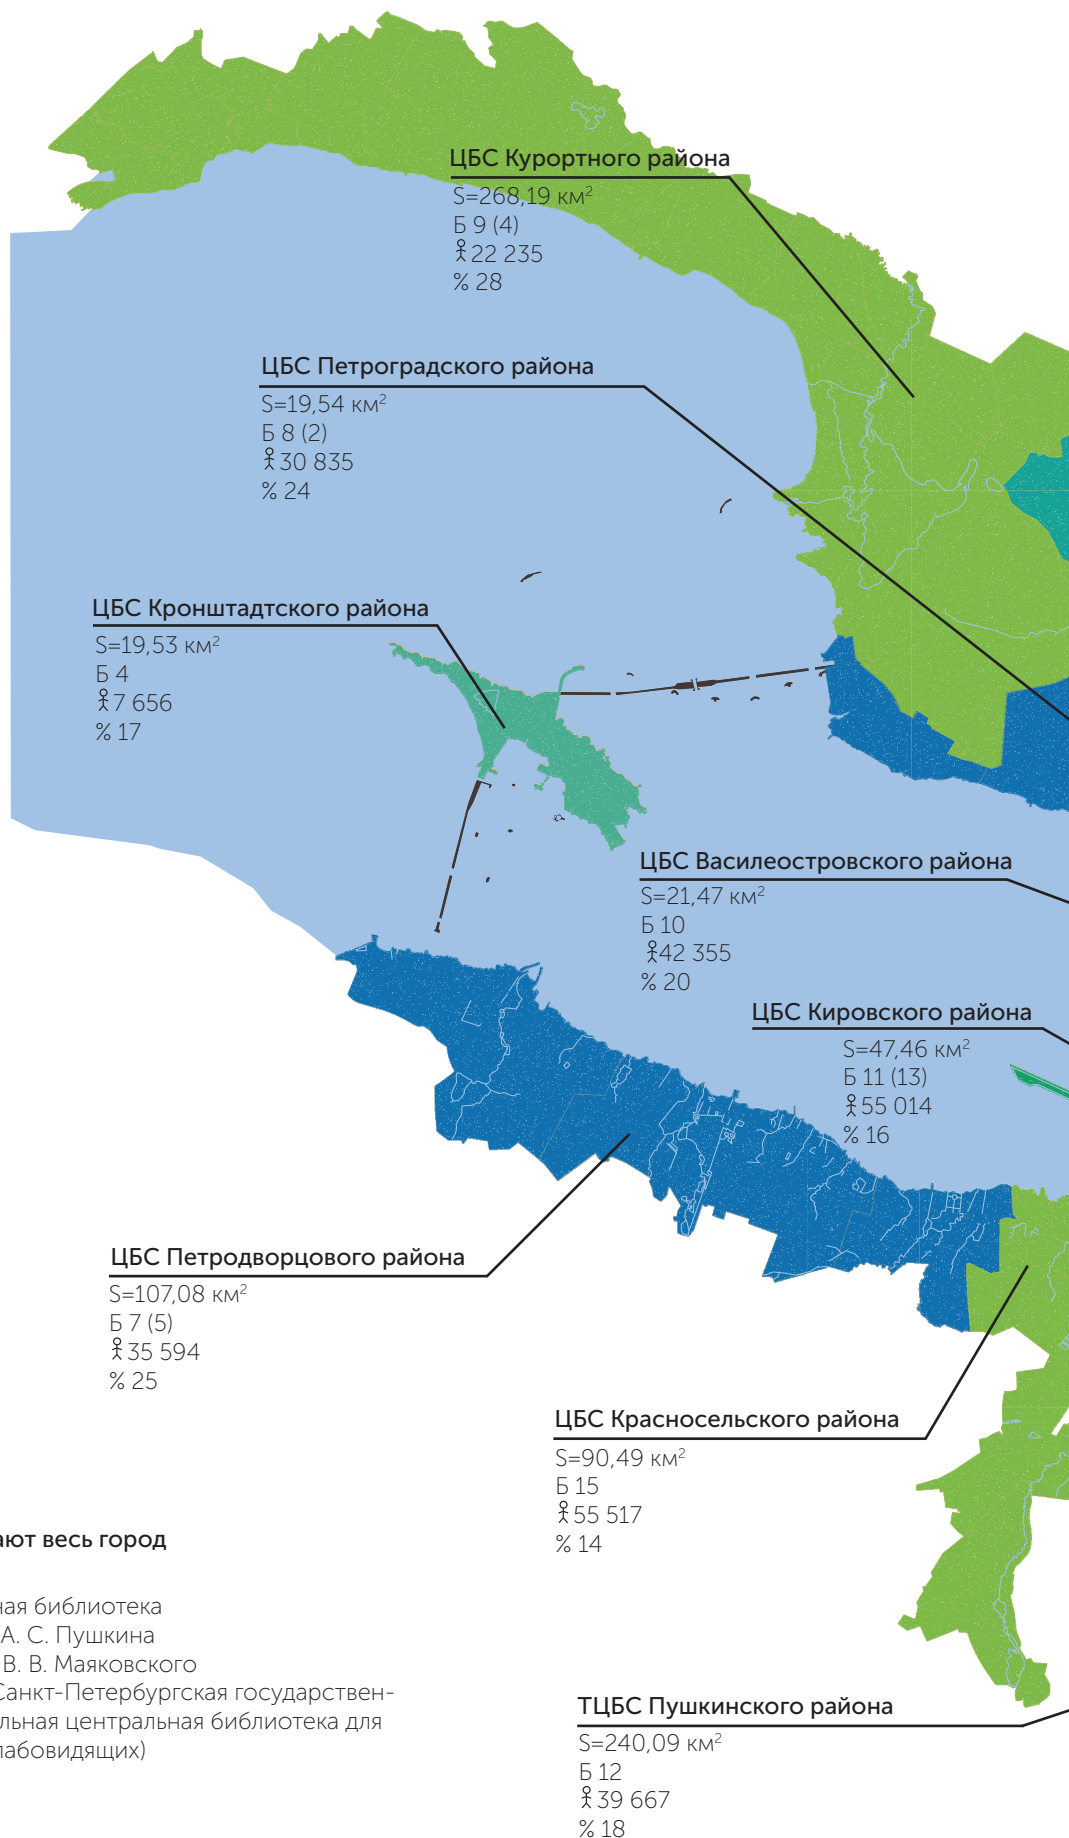 ЦБС Курортного района
S=268,19 км²
Б 9 (4)
22 235
% 28
ЦБС Петроградского района
S=19,54 км²
Б 8 (2)
30 835
% 24
ЦБС Кронштадтского района
S=19,53 км²
Б 4
7 656
% 17
ЦБС Василеостровского района
S=21,47 км²
Б 10
42 355
% 20
ЦБС Кировского района
S=47,46 км²
Б 11 (13)
55 014
% 16
ЦБС Петродворцового района
S=107,08 км²
Б 7 (5)
35 594
% 25
ЦБС Красносельского района
S=90,49 км²
Б 15
55 517
% 14
ают весь город
ная библиотека
А. С. Пушкина
В. В. Маяковского
Санкт-Петербургская государствен-
льная центральная библиотека для
лабовидящих)
ТЦБС Пушкинского района
S=240,09 км²
Б 12
39 667
% 18